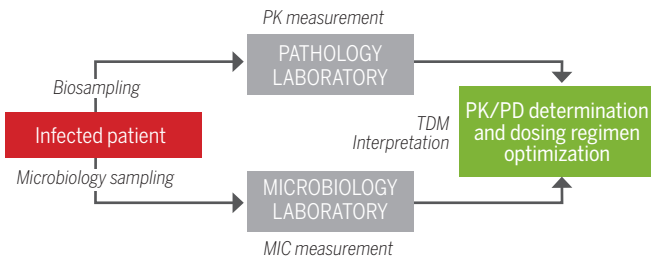 PK measurement
PATHOLOGY
LABORATORY
Biosampling
Infected patient
Microbiology sampling
TDM
Interpretation
PK/PD determination
and dosing regimen
optimization
MICROBIOLOGY
LABORATORY
MIC measurement